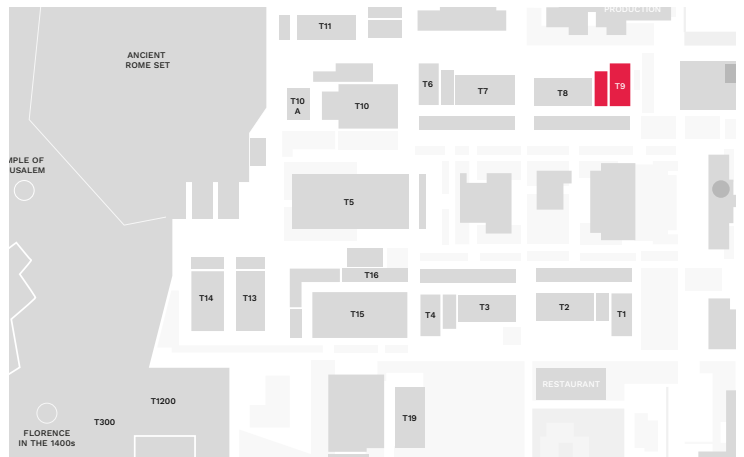 PRODUCTION
T11
ANCIENT
ROME SET
T6
T7
T8
T9
T10
A
T10
MPLE OF
USALEM
T5
T16
T14
T13
T15
T4
T3
T2
T1
RESTAURANT
T1200
T300
T19
FLORENCE
IN THE 1400s